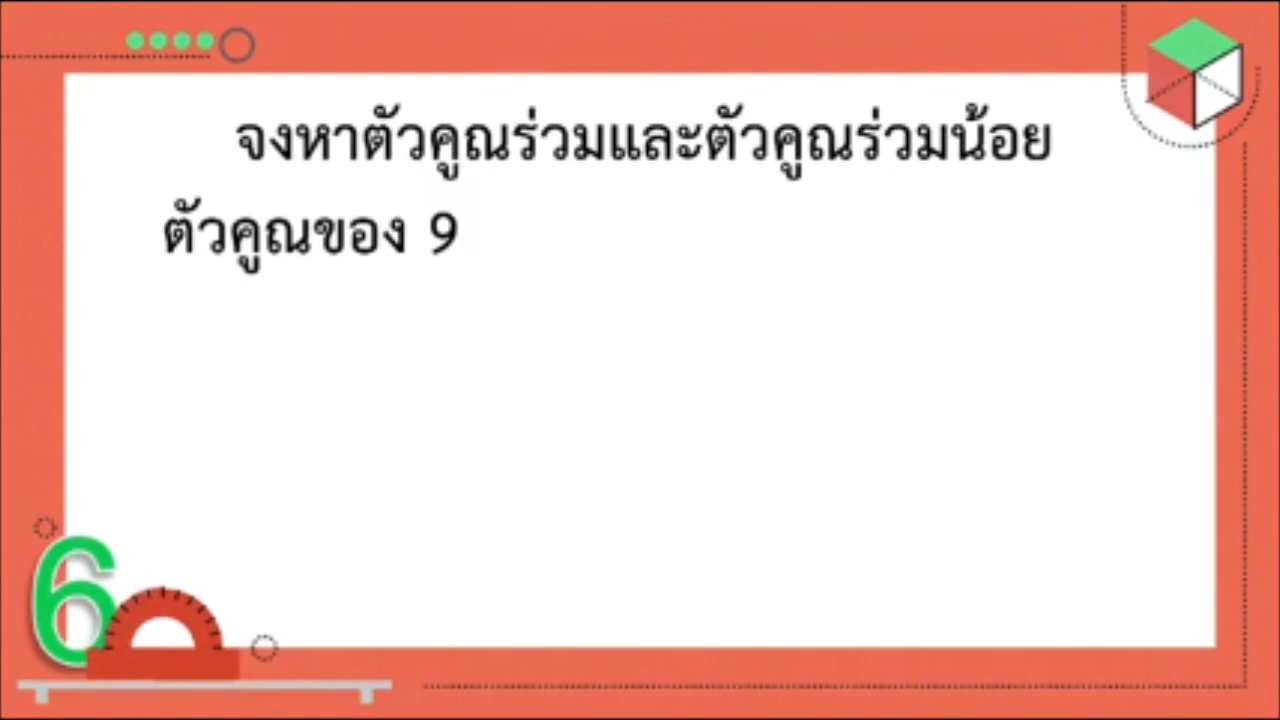 จงหาตัวคูณร่วมและตัวคูณร่วมน้อย
ตัวคูณของ 9
6